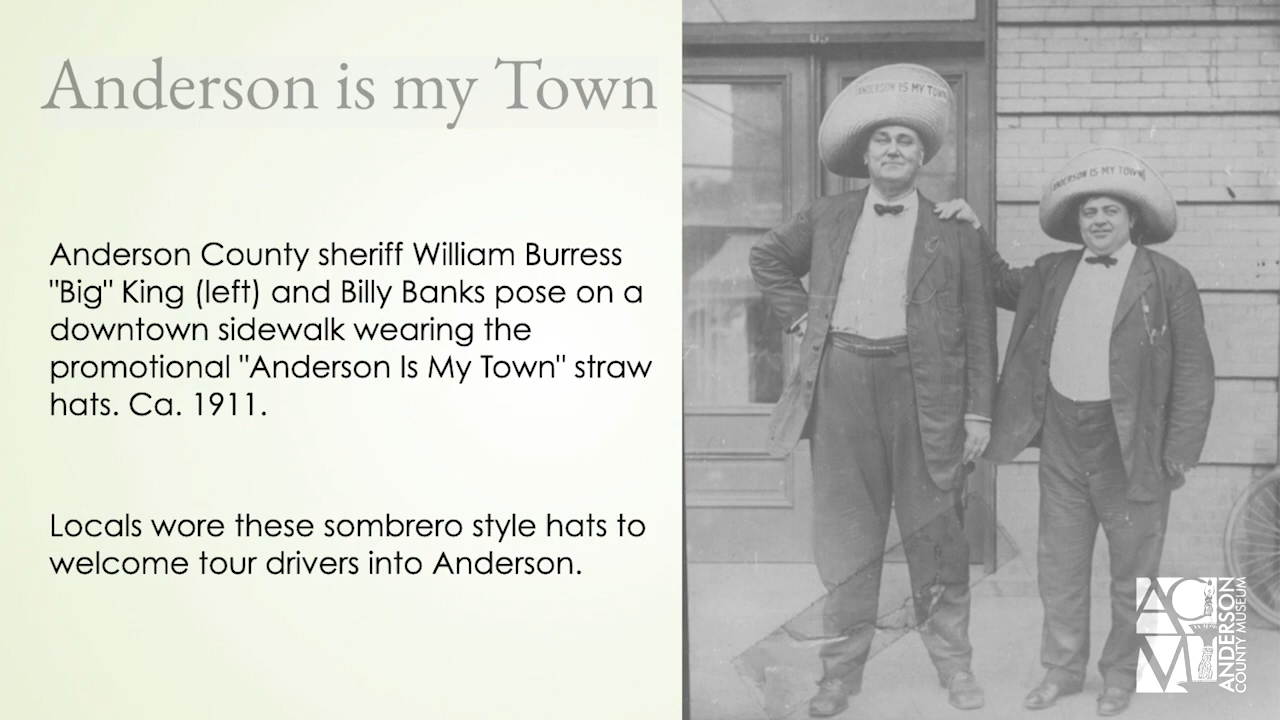 Anderson is my Town
Anderson County sheriff William Burress
"Big" King (left) and Billy Banks pose on a
downtown sidewalk wearing the
promotional "Anderson Is My Town" straw
hats. Ca. 1911.
Locals wore these sombrero style hats to
welcome tour drivers into Anderson.
ANDERSON IS MY TOWN
ANDERSON IS MY TOWN
ACM
ANDERSON
COUNTY MUSEUM